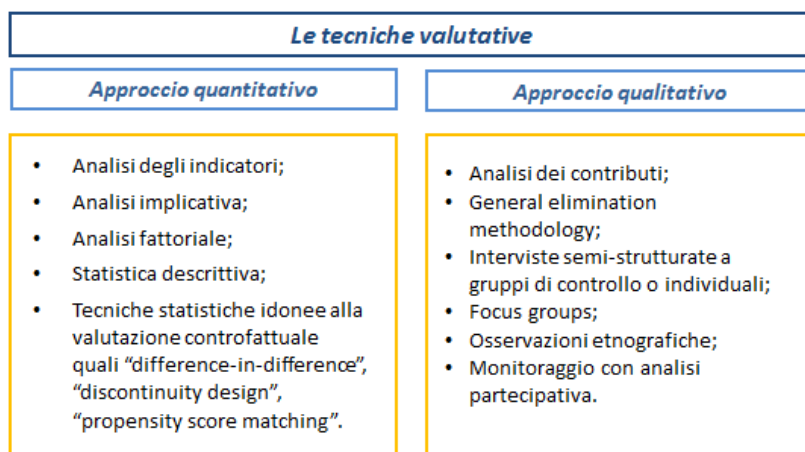 Le tecniche valutative
Approccio quantitativo
• Analisi degli indicatori;
• Analisi implicativa;
• Analisi fattoriale;
• Statistica descrittiva;
• Tecniche statistiche idonee alla
valutazione controfattuale
quali “difference-in-difference”,
“discontinuity design”,
“propensity score matching”.
Approccio qualitativo
• Analisi dei contributi;
• General elimination
methodology;
• Interviste semi-strutturate a
gruppi di controllo o individuali;
• Focus groups;
• Osservazioni etnografiche;
• Monitoraggio con analisi
partecipativa.